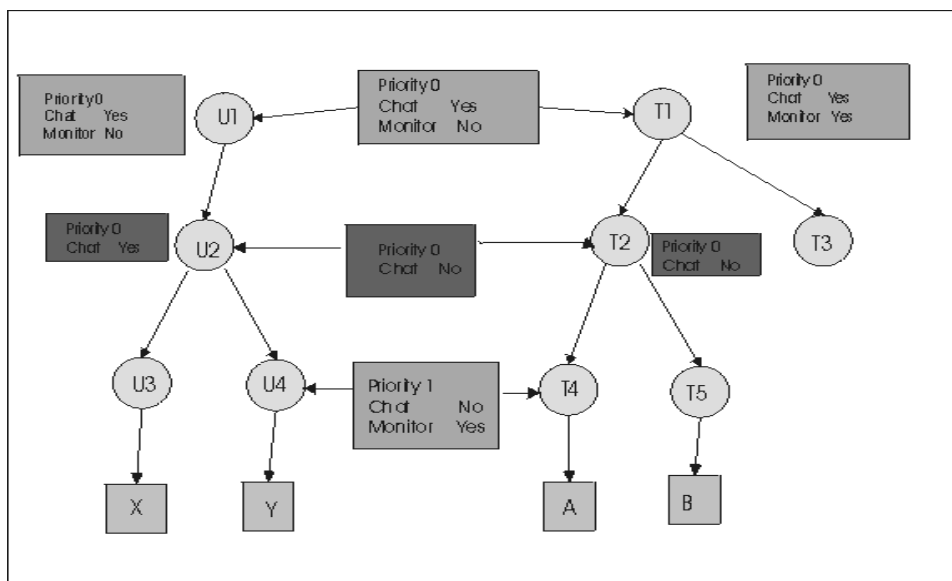 Priority 0
Chat Yes
Monitor No
U1
Priority 0
Chat Yes
Monitor No
T1
Priority 0
Chat Yes
Monitor Yes
Priority 0
Chat Yes
U2
Priority 0
Chat No
T2
Priority 0
Chat No
T3
U3
U4
Priority 1
Chat No
Monitor Yes
T4
T5
X
Y
A
B